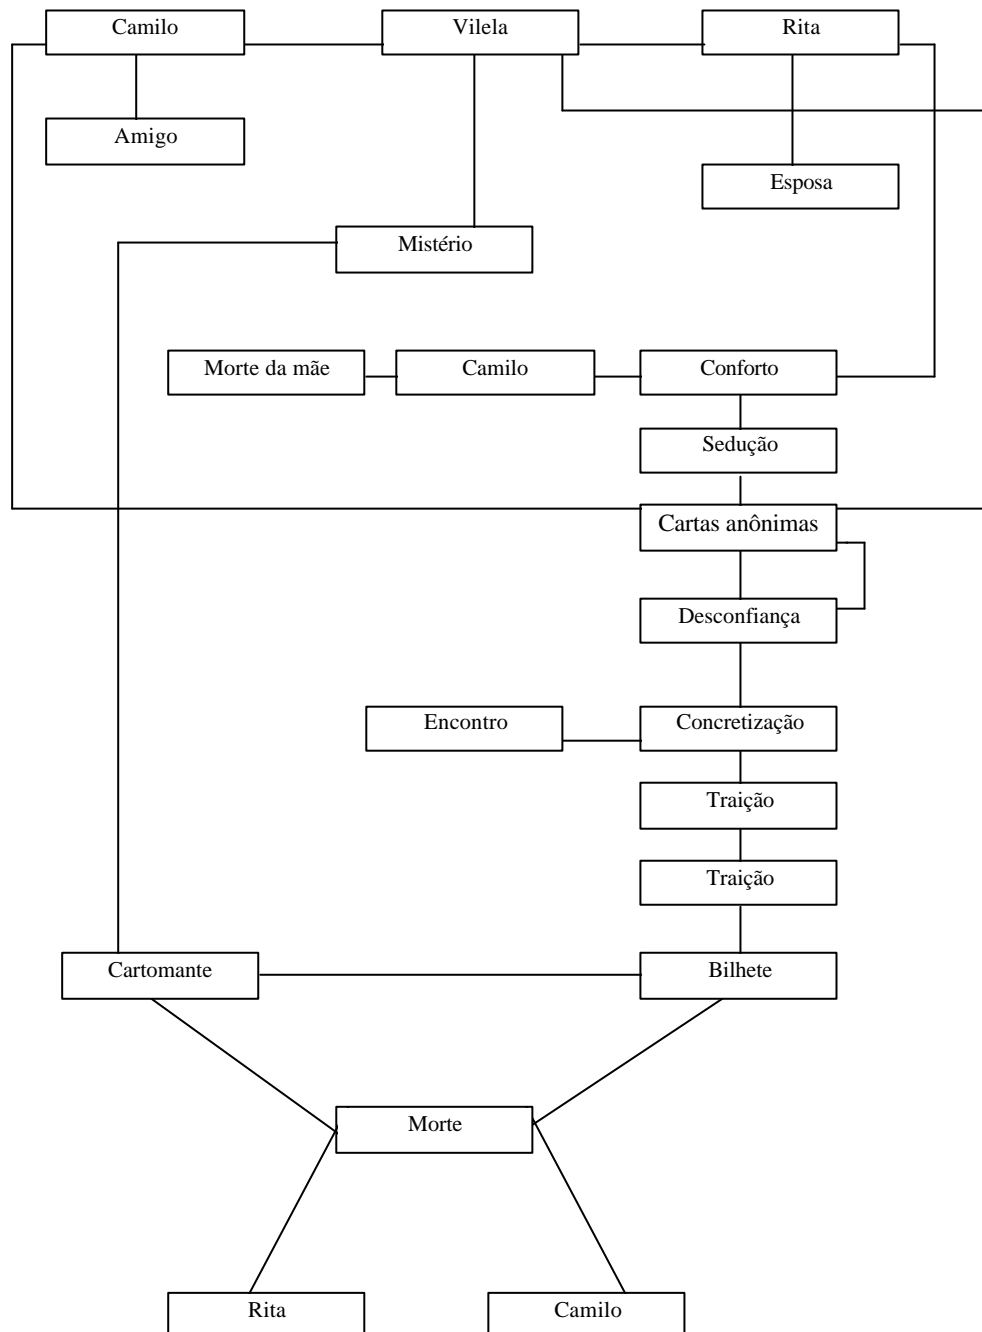 Camilo
Vilela
Rita
Amigo
Esposa
Mistério
Morte da mãe
Camilo
Conforto
Sedução
Cartas anônimas
Desconfiança
Encontro
Concretização
Traição
Traição
Cartomante
Bilhete
Morte
Rita
Camilo